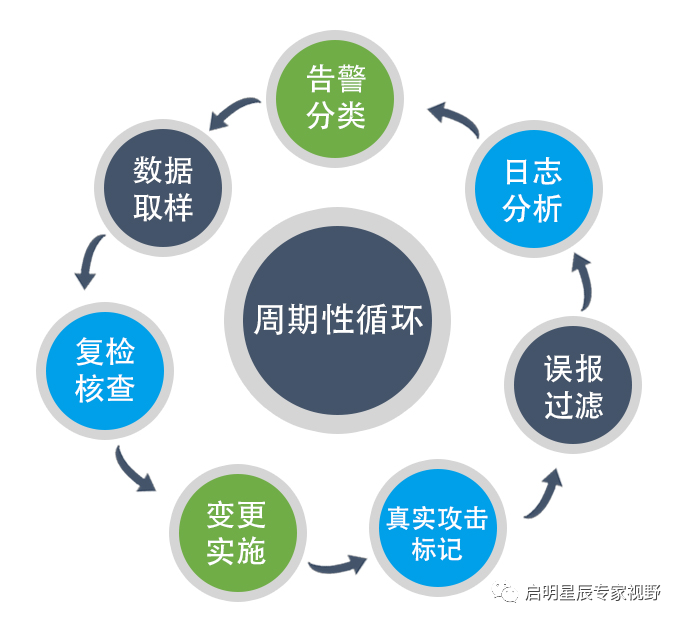 告警
分类
数据
取样
日志
分析
周期性循环
复检
核查
误报
过滤
变更
实施
真实攻击
标记
启明星辰专家视野